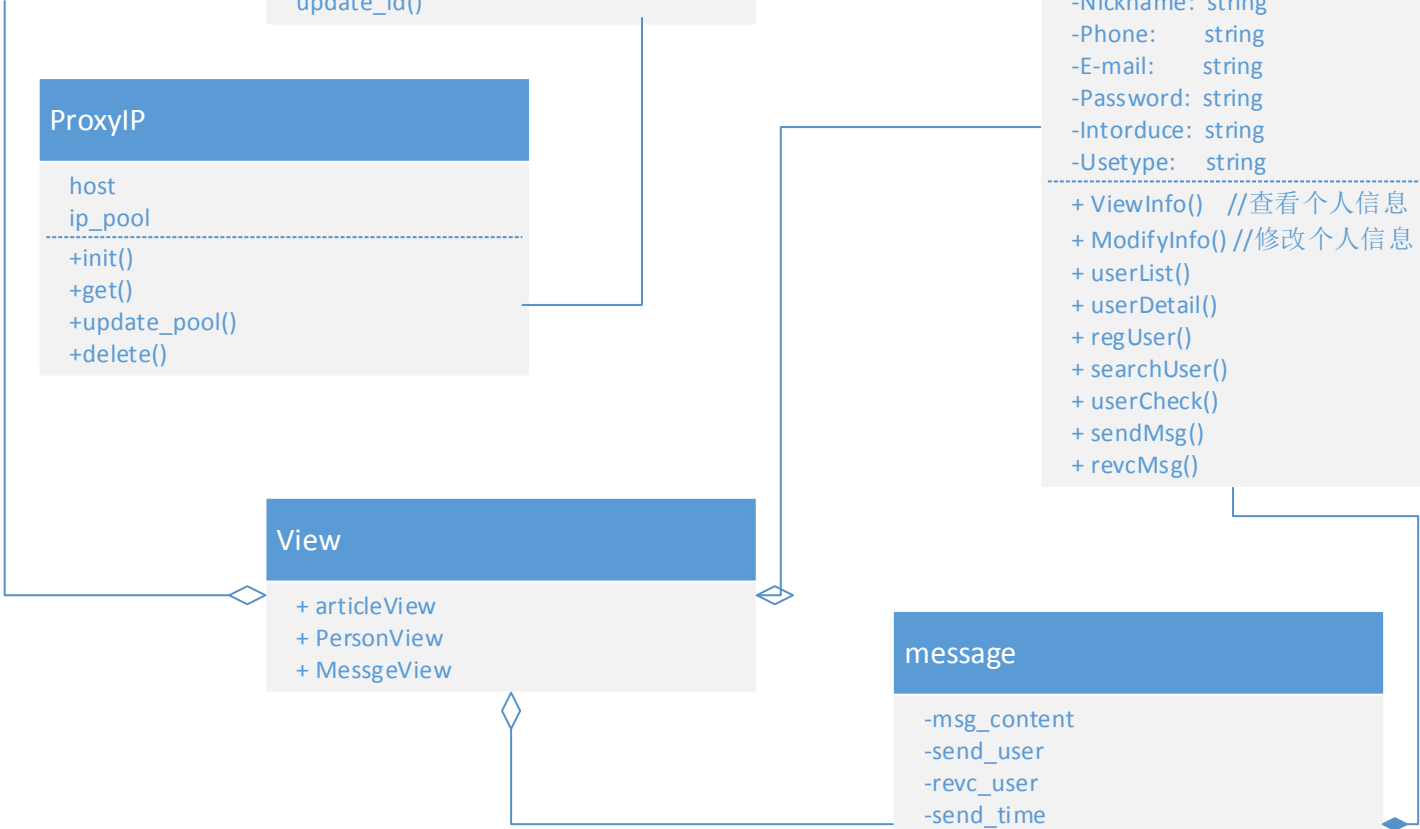 update_id()
ProxyIP
host
ip_pool
+init()
+get()
+update_pool()
+delete()
View
+ articleView
+ PersonView
+ MessgeView
-Nickname: string
-Phone: string
-E-mail: string
-Password: string
-Intorduce: string
-Usetype: string
+ ViewInfo() //查看个人信息
+ ModifyInfo() //修改个人信息
+ userList()
+ userDetail()
+ regUser()
+ searchUser()
+ userCheck()
+ sendMsg()
+ revcMsg()
message
-msg_content
-send_user
-revc_user
-send_time